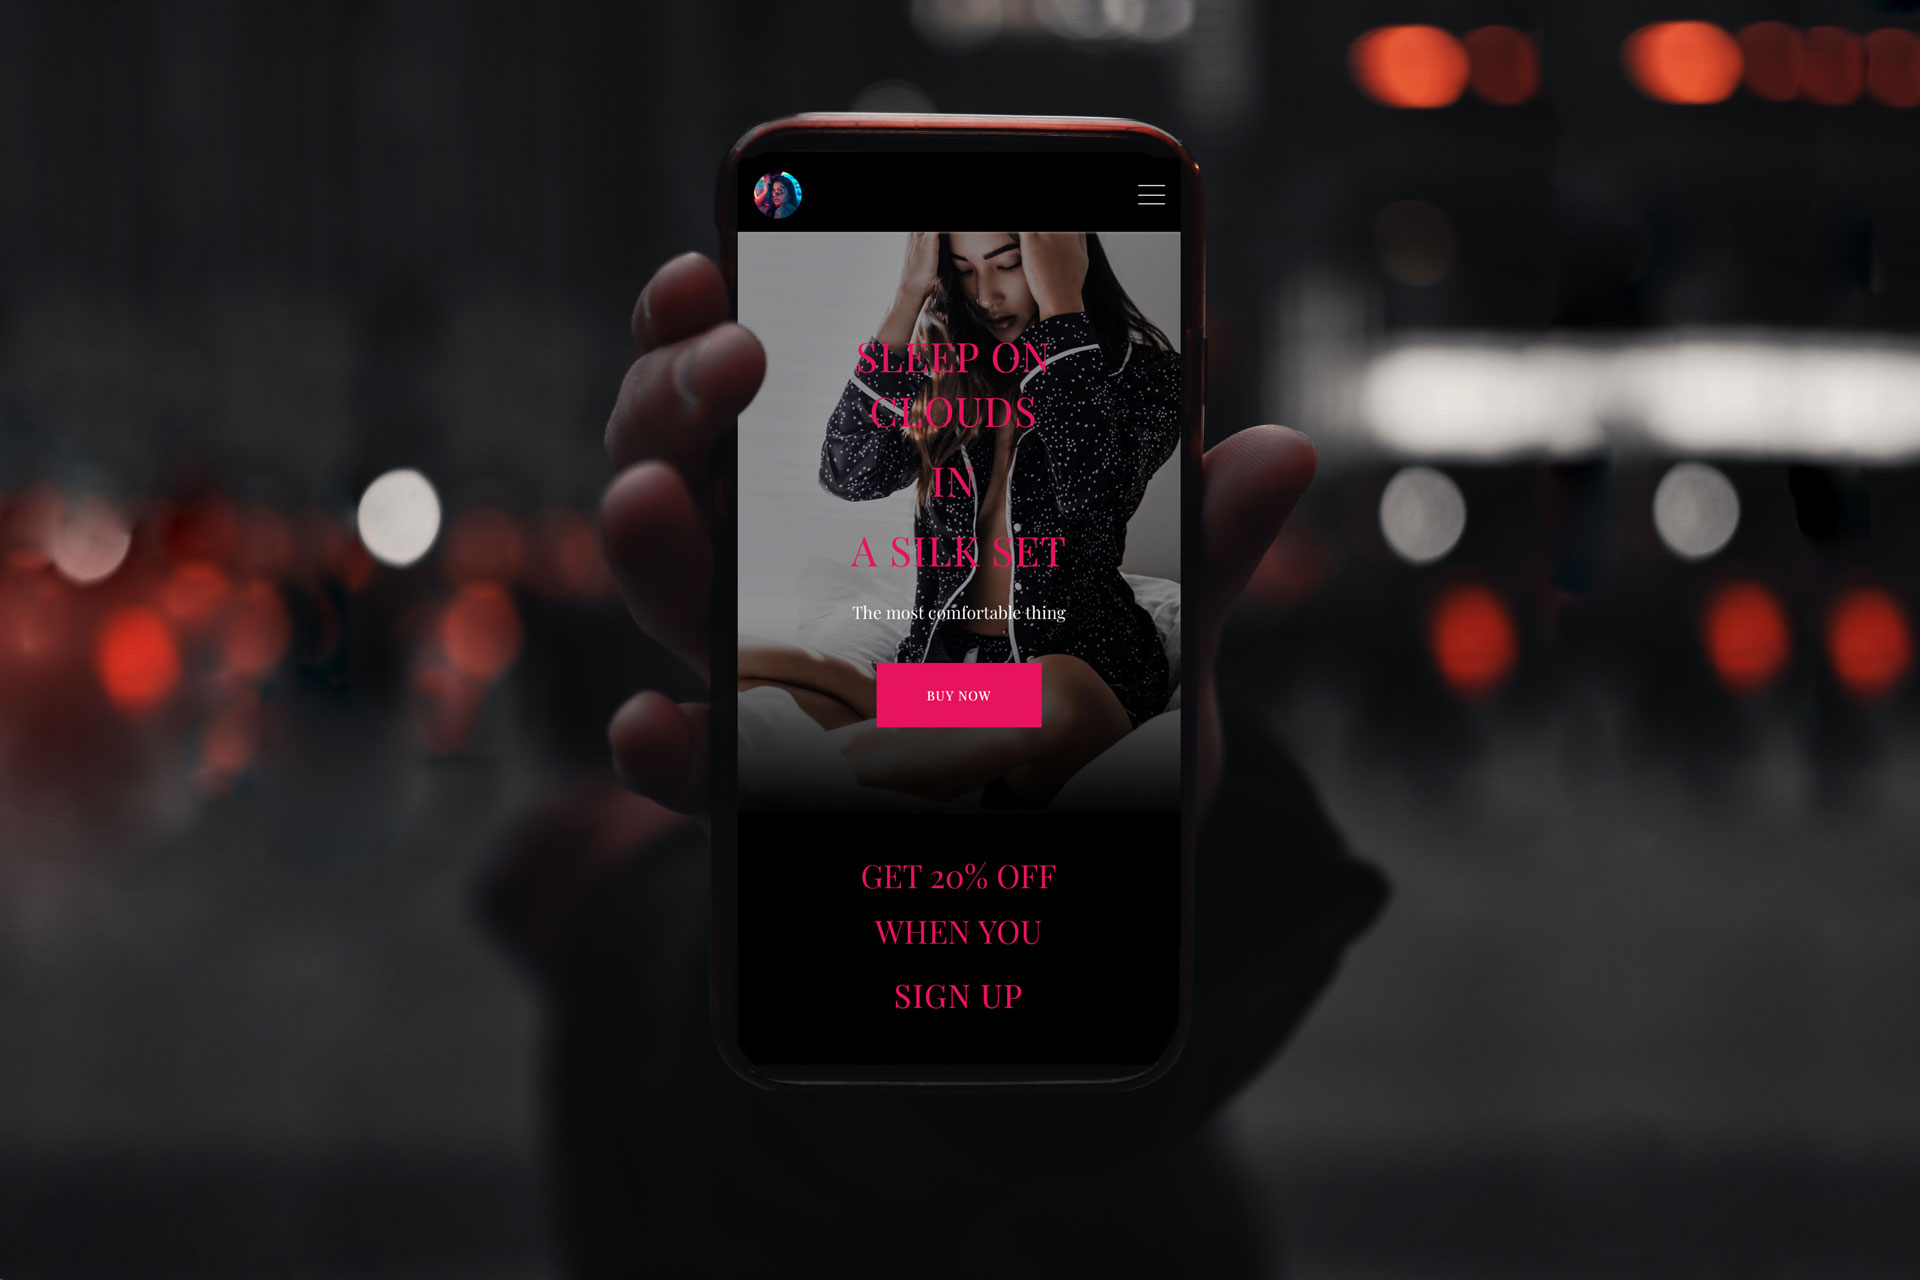 SLEEP ON
CLOUDS
IN
A SILK SET
The most comfortable thing
BUY NOW
GET 20% OFF
WHEN YOU
SIGN UP